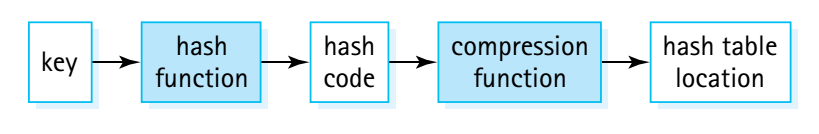 key
hash
function
hash
code
compression
function
hash table
location